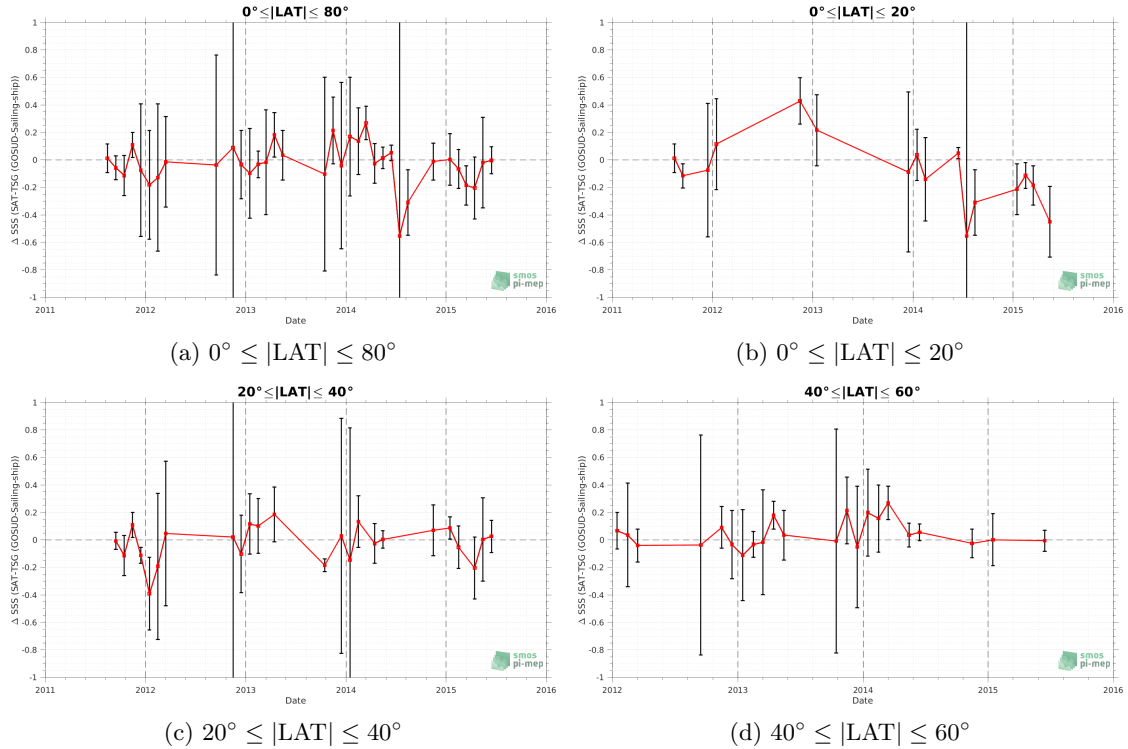 0°≤|LAT|≤ 80°
1
0.8
0.6
0.4
0.2
0
-0.2
-0.4
-0.6
-0.8
-1
Δ SSS (SAT-TSG (GOSUD-Sailing-ship))
2011
2012
2013
2014
2015
2016
Date
smos
pi-mep
(a) 0° ≤ |LAT| ≤ 80°
0°≤|LAT|≤ 20°
1
0.8
0.6
0.4
0.2
0
-0.2
-0.4
-0.6
-0.8
-1
Δ SSS (SAT-TSG (GOSUD-Sailing-ship))
2011
2012
2013
2014
2015
2016
Date
smos
pi-mep
(b) 0° ≤ |LAT| ≤ 20°
20°≤|LAT|≤ 40°
1
0.8
0.6
0.4
0.2
0
-0.2
-0.4
-0.6
-0.8
-1
Δ SSS (SAT-TSG (GOSUD-Sailing-ship))
2011
2012
2013
2014
2015
2016
Date
smos
pi-mep
(c) 20° ≤ |LAT| ≤ 40°
40°≤|LAT|≤ 60°
1
0.8
0.6
0.4
0.2
0
-0.2
-0.4
-0.6
-0.8
-1
Δ SSS (SAT-TSG (GOSUD-Sailing-ship))
2012
2013
2014
2015
2016
Date
smos
pi-mep
(d) 40° ≤ |LAT| ≤ 60°